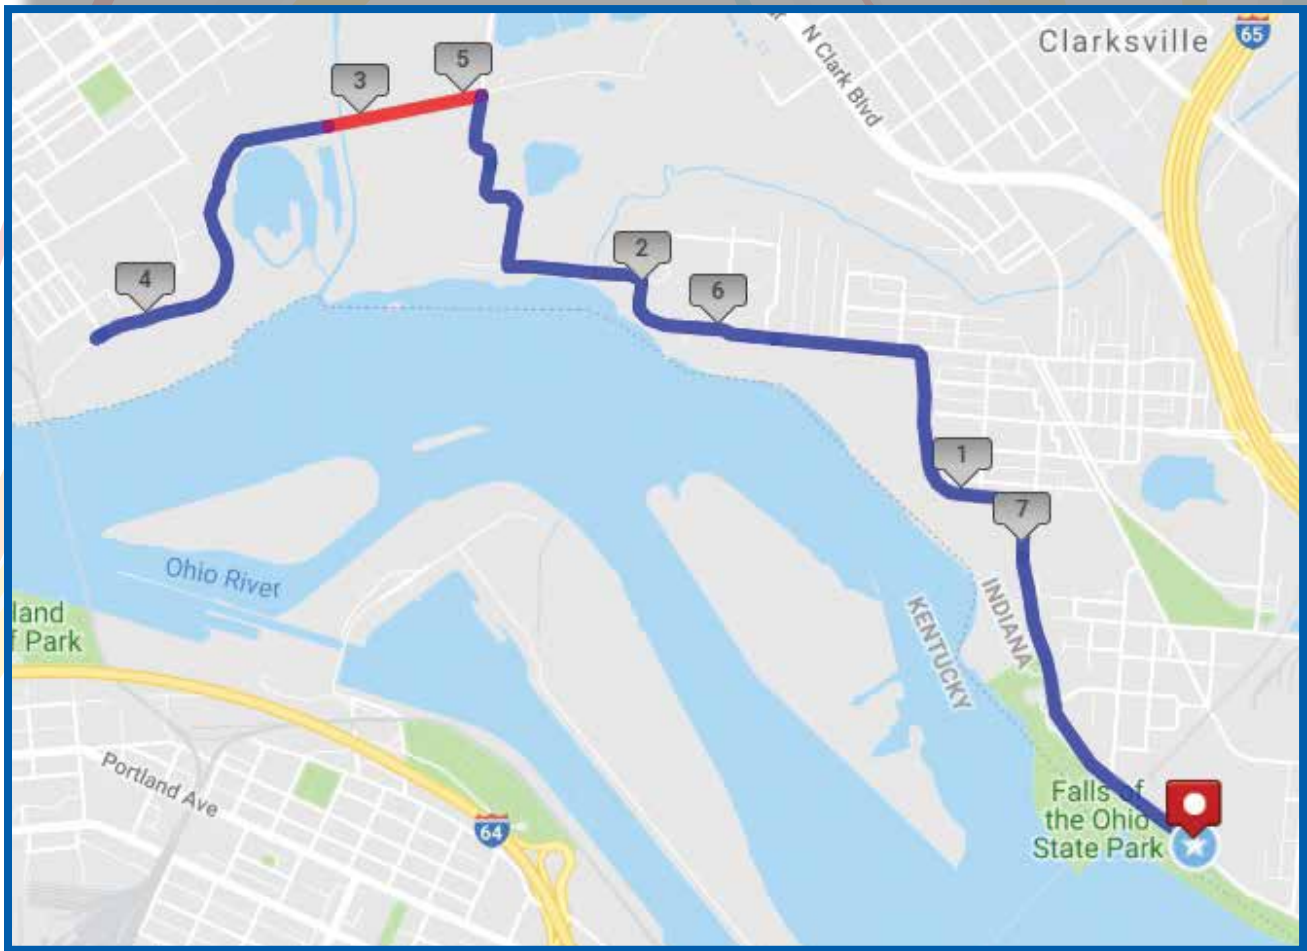 Clarksville
65
N Clark Blvd
5
3
2
4
6
1
7
Ohio River
INDIANA
KENTUCKY
land
Park
Portland Ave
64
Falls of
the Ohio
State Park